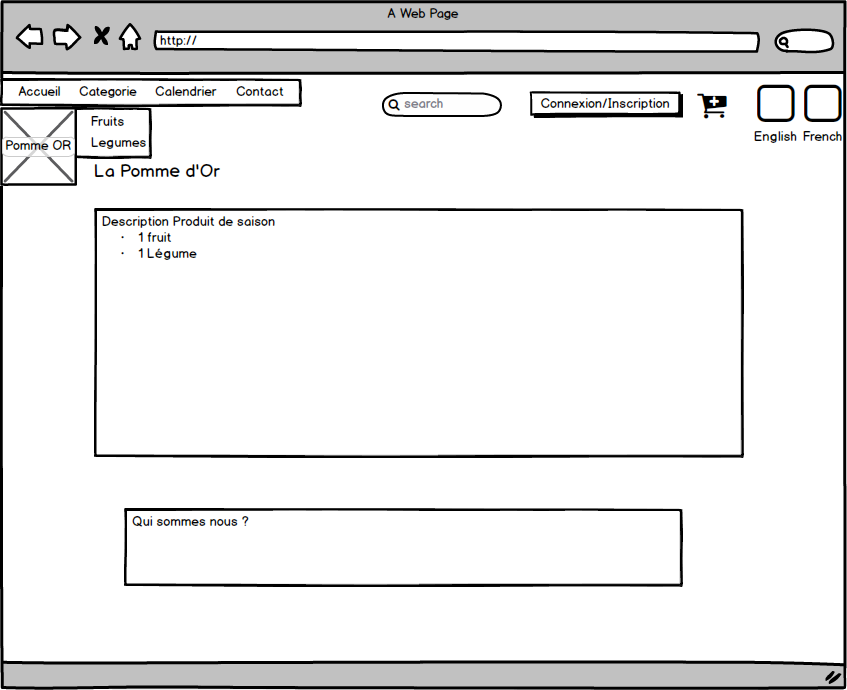 A Web Page
http://
Accueil Categorie Calendrier Contact
search
Connexion/Inscription
English French
Fruits
Legumes
Pomme OR
La Pomme d'Or
Description Produit de saison
· 1 fruit
· 1 Légume
Qui sommes nous ?